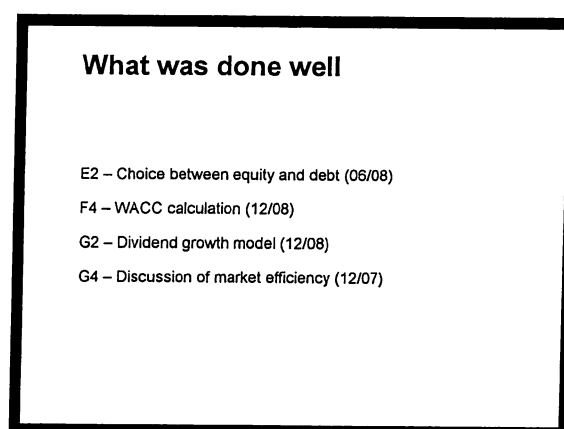 What was done well
E2 – Choice between equity and debt (06/08)
F4 – WACC calculation (12/08)
G2 – Dividend growth model (12/08)
G4 – Discussion of market efficiency (12/07)